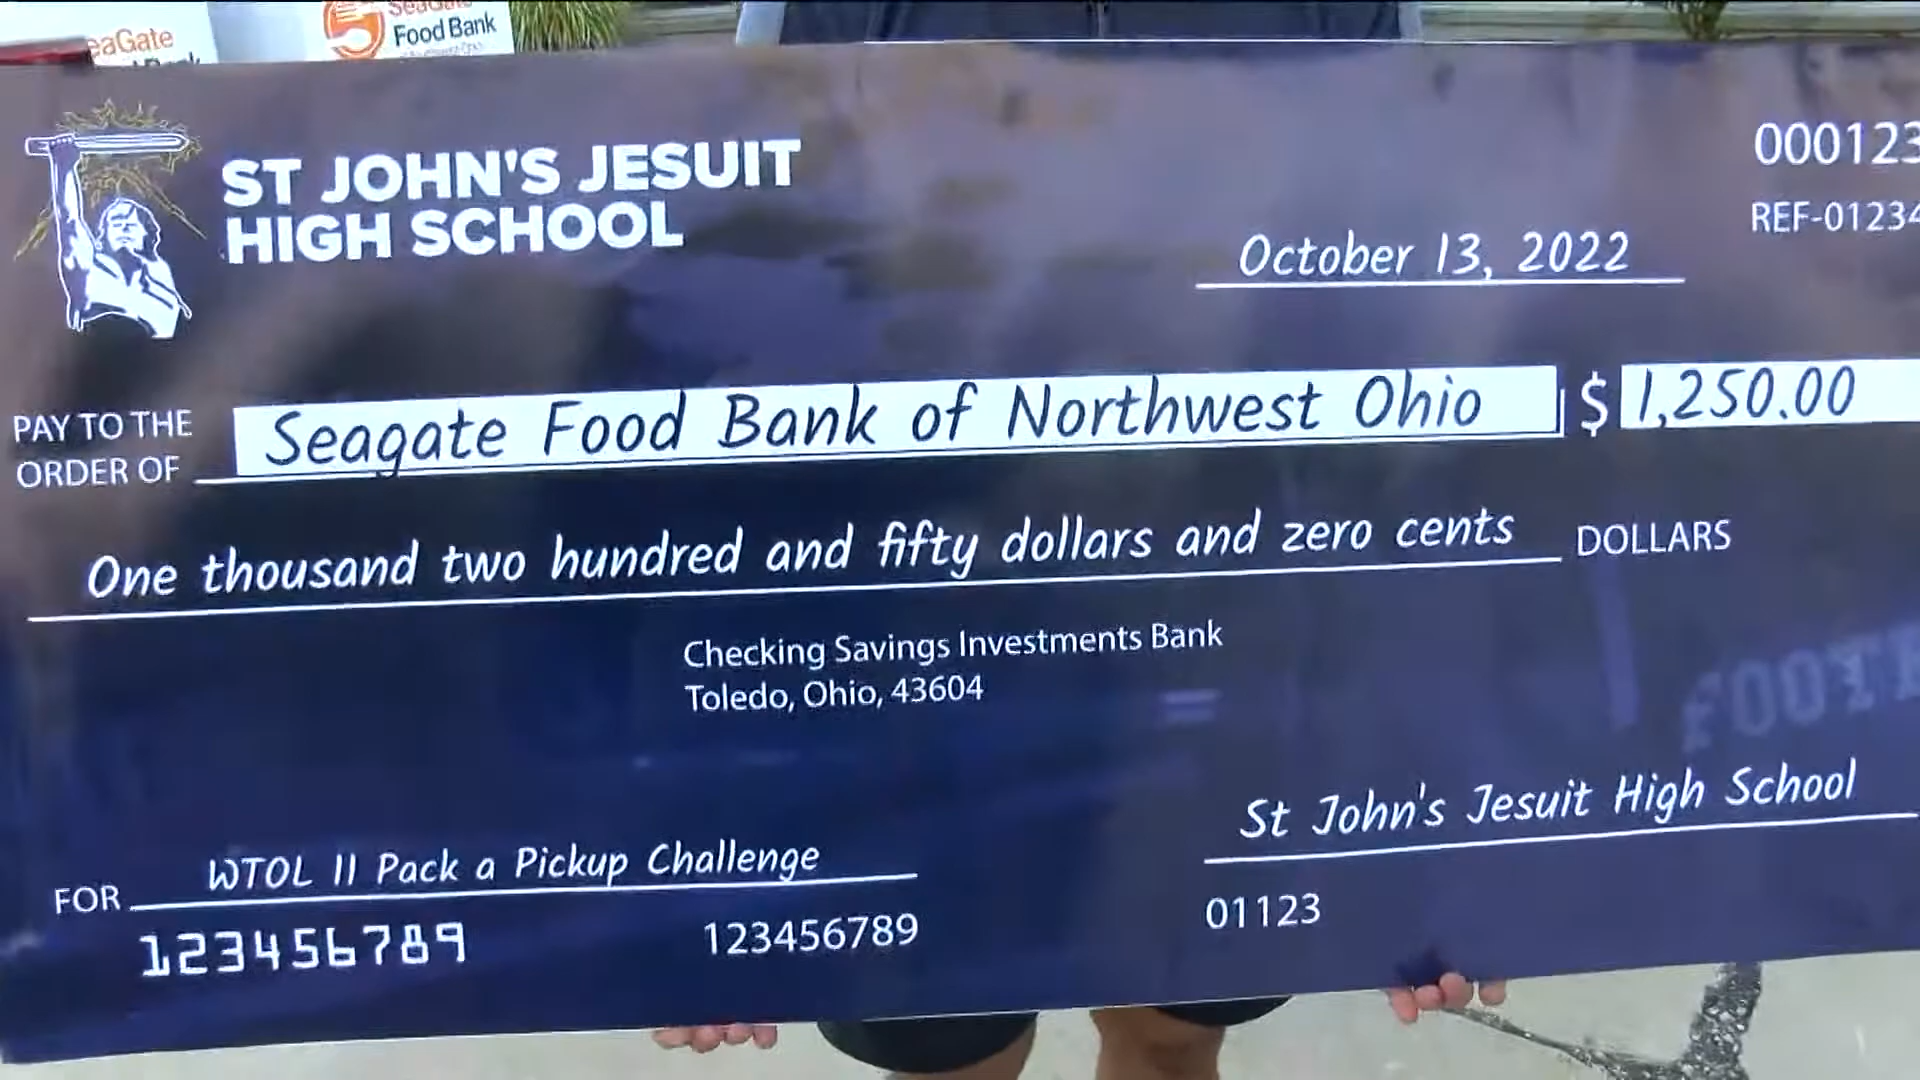 eaGate
SeaGate
Food Bank
ST JOHN'S JESUIT
HIGH SCHOOL
000123
REF-01234
October 13, 2022
PAY TO THE
ORDER OF
Seagate Food Bank of Northwest Ohio $ 1,250.00
One thousand two hundred and fifty dollars and zero cents DOLLARS
Checking Savings Investments Bank
Toledo, Ohio, 43604
FOOT
St John's Jesuit High School
FOR WTOL 11 Pack a Pickup Challenge
123456789 123456789 01123